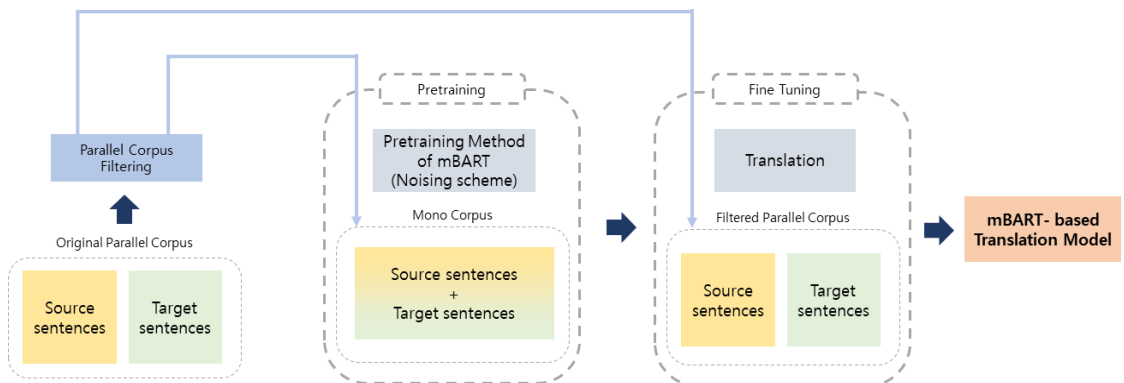 Parallel Corpus
Filtering
Original Parallel Corpus
Source
sentences
Target
sentences
Pretraining
Pretraining Method
of mBART
(Noising scheme)
Mono Corpus
Source sentences
+
Target sentences
Fine Tuning
Translation
Filtered Parallel Corpus
Source
sentences
Target
sentences
mBART- based
Translation Model